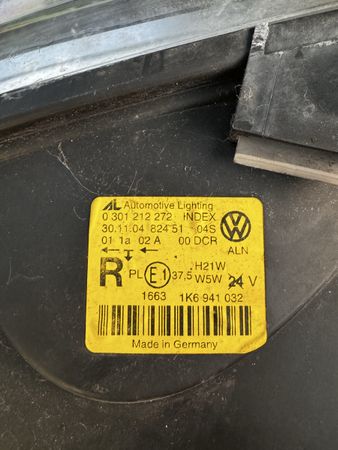 AL Automotive Lighting
0 301 212 272 INDEX
30.11.04 824 51 04S
01 1a 02 A 00 DCR
ALN
R PL E1 37,5 H21W
W5W 24 V
1663 1K6 941 032
Made in Germany